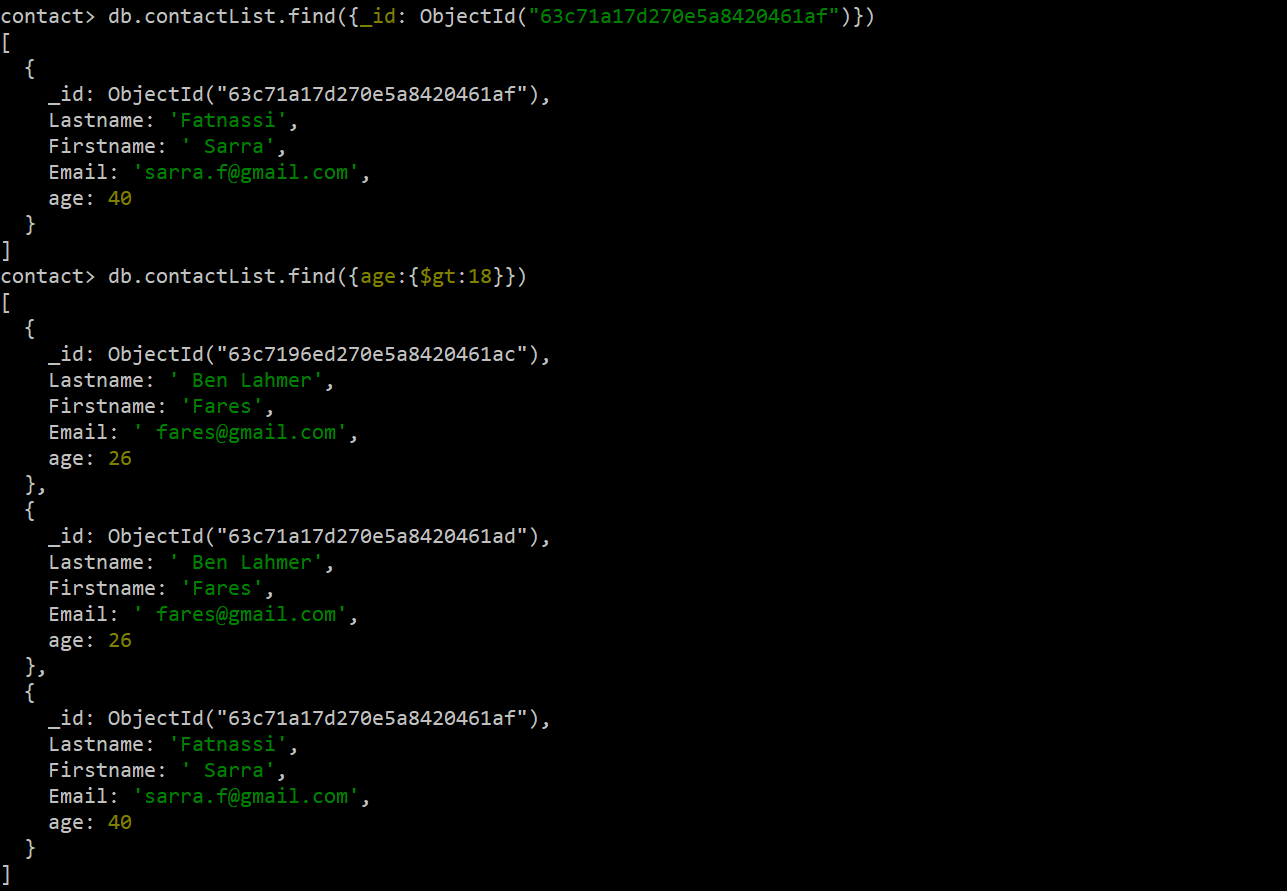 contact> db.contactList.find({_id: ObjectId("63c71a17d270e5a8420461af")})
[
  {
    _id: ObjectId("63c71a17d270e5a8420461af"),
    Lastname: 'Fatnassi',
    Firstname: ' Sarra',
    Email: 'sarra.f@gmail.com',
    age: 40
  }
]
contact> db.contactList.find({age:{$gt:18}})
[
  {
    _id: ObjectId("63c7196ed270e5a8420461ac"),
    Lastname: ' Ben Lahmer',
    Firstname: 'Fares',
    Email: ' fares@gmail.com',
    age: 26
  },
  {
    _id: ObjectId("63c71a17d270e5a8420461ad"),
    Lastname: ' Ben Lahmer',
    Firstname: 'Fares',
    Email: ' fares@gmail.com',
    age: 26
  },
  {
    _id: ObjectId("63c71a17d270e5a8420461af"),
    Lastname: 'Fatnassi',
    Firstname: ' Sarra',
    Email: 'sarra.f@gmail.com',
    age: 40
  }
]